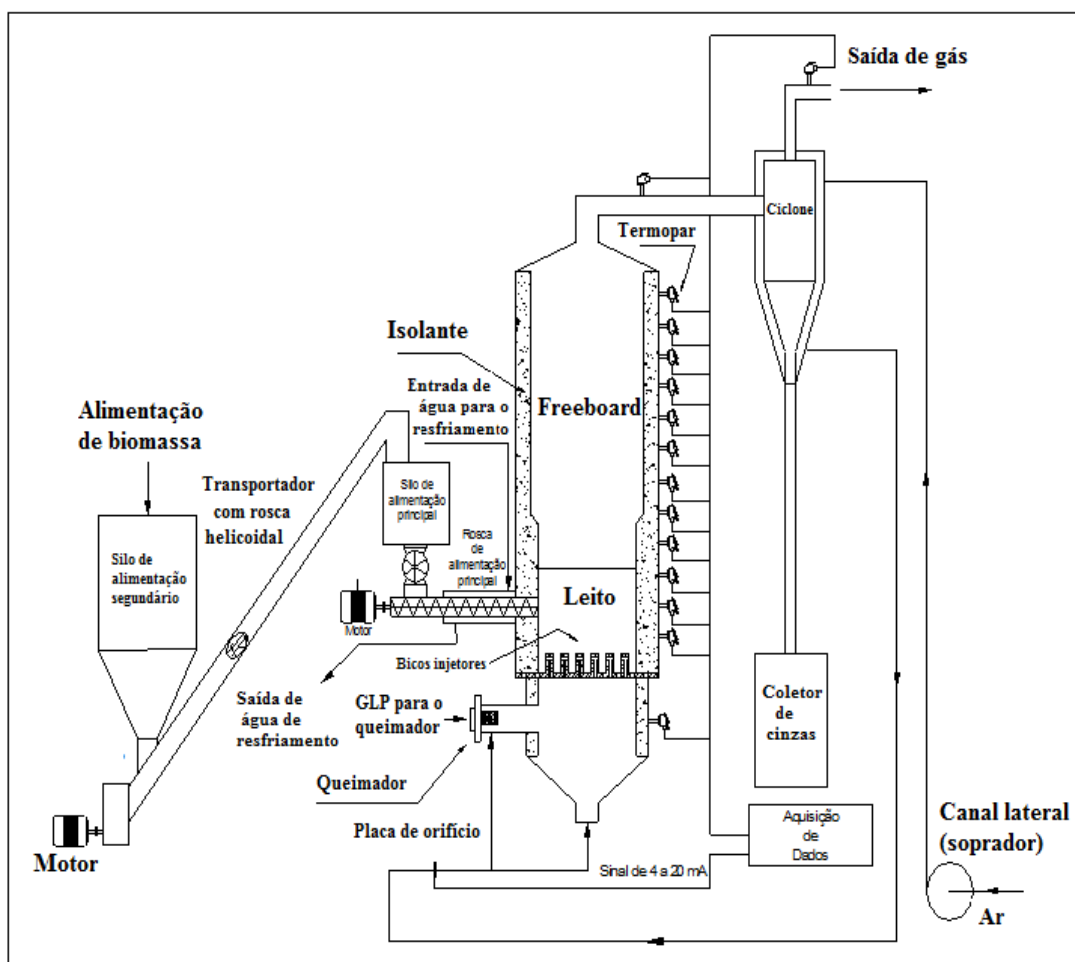 Saída de gás
Ciclone
Termopar
Isolante
Entrada de
água para o
resfriamento
Freeboard
Alimentação
de biomassa
Transportador
com rosca
helicoidal
Silo de
alimentação
principal
Rosca
de
alimentação
principal
Silo de
alimentação
segundário
Leito
Motor
Bicos injetores
Saída de
água de
resfriamento
GLP para o
queimador
Coletor
de
cinzas
Queimador
Placa de orifício
Aquisição
de
Dados
Canal lateral
(soprador)
Motor
Sinal de 4 a 20 mA
Ar